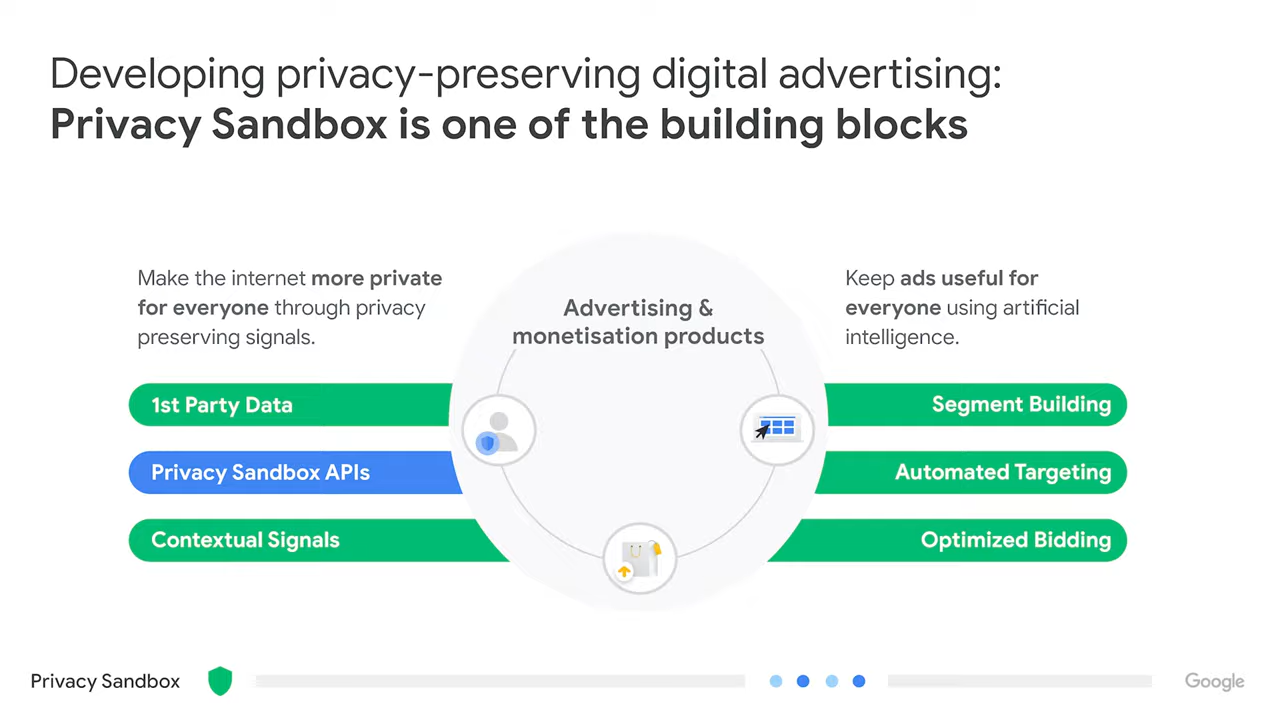 Developing privacy-preserving digital advertising:
Privacy Sandbox is one of the building blocks
Make the internet more private
for everyone through privacy
preserving signals.
Advertising &
monetisation products
Keep ads useful for
everyone using artificial
intelligence.
1st Party Data
Privacy Sandbox APIs
Contextual Signals
Segment Building
Automated Targeting
Optimized Bidding
Privacy Sandbox
Google